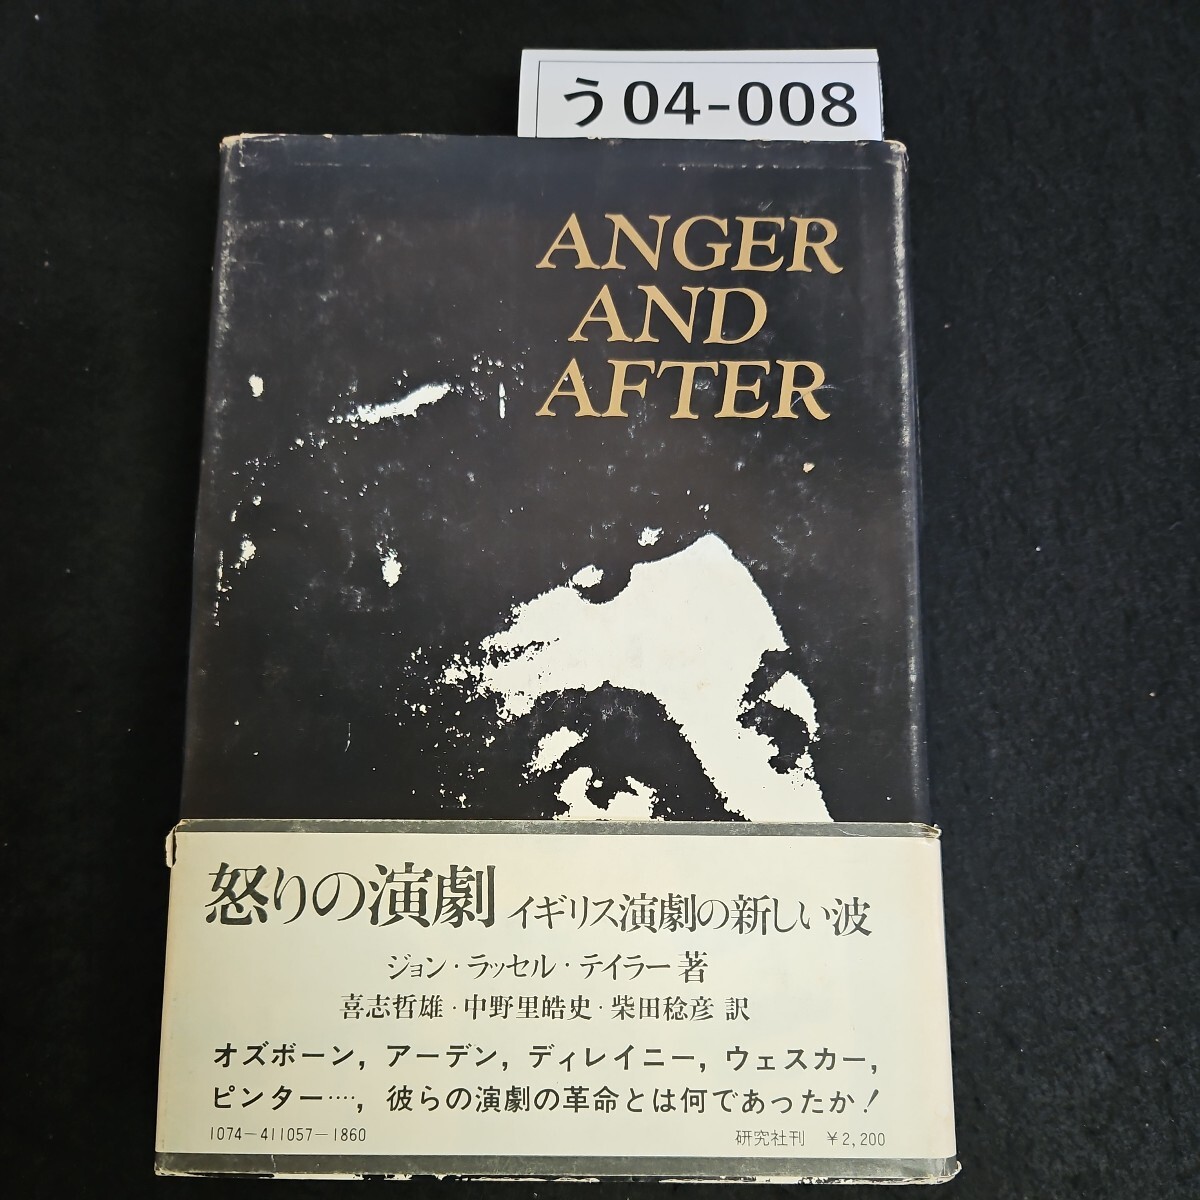 う04-008
ANGER
AND
AFTER
怒りの演劇 イギリス演劇の新しい波
ジョン・ラッセル・テイラー 著
喜志哲雄・中野里皓史・柴田稔彦 訳
オズボーン，アーデン，ディレイニー，ウェスカー，
ピンター‥‥，彼らの演劇の革命とは何であったか！
1074－411057－1860 研究社刊 ￥2,200